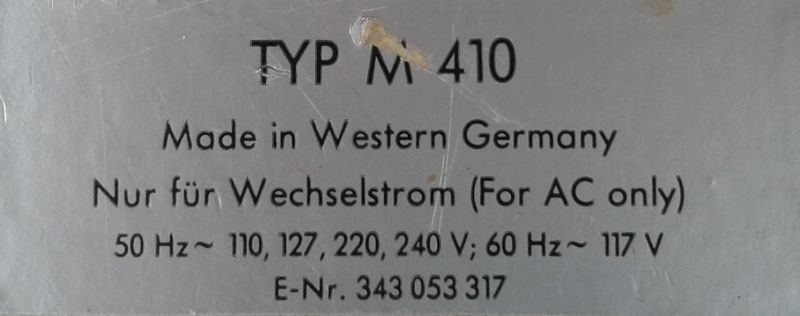 TYP M 410
Made in Western Germany
Nur für Wechselstrom (For AC only)
50 Hz~ 110, 127, 220, 240 V; 60 Hz~ 117 V
E-Nr. 343 053 317